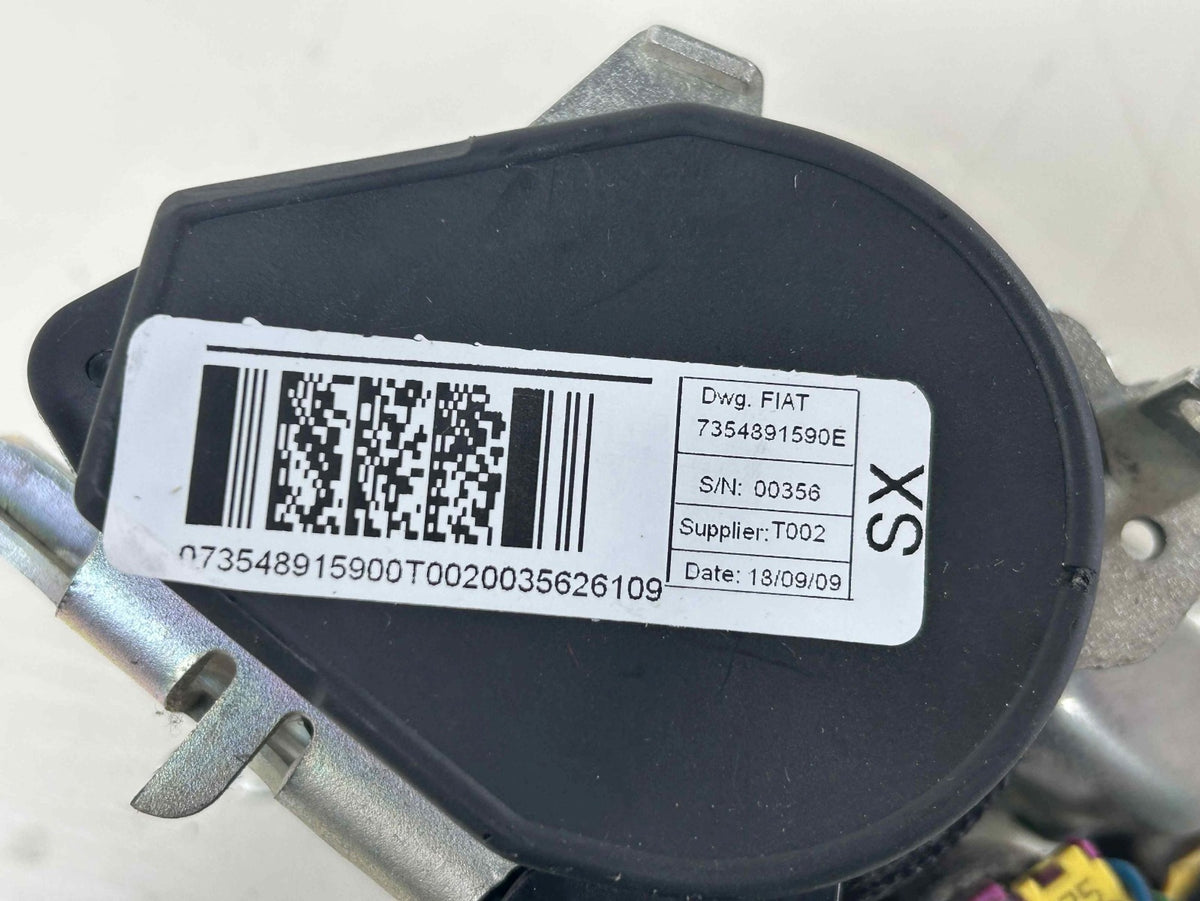 Dwg. FIAT
7354891590E
S/N: 00356
Supplier: T002
Date: 18/09/09
SX
073548915900T0020035626109